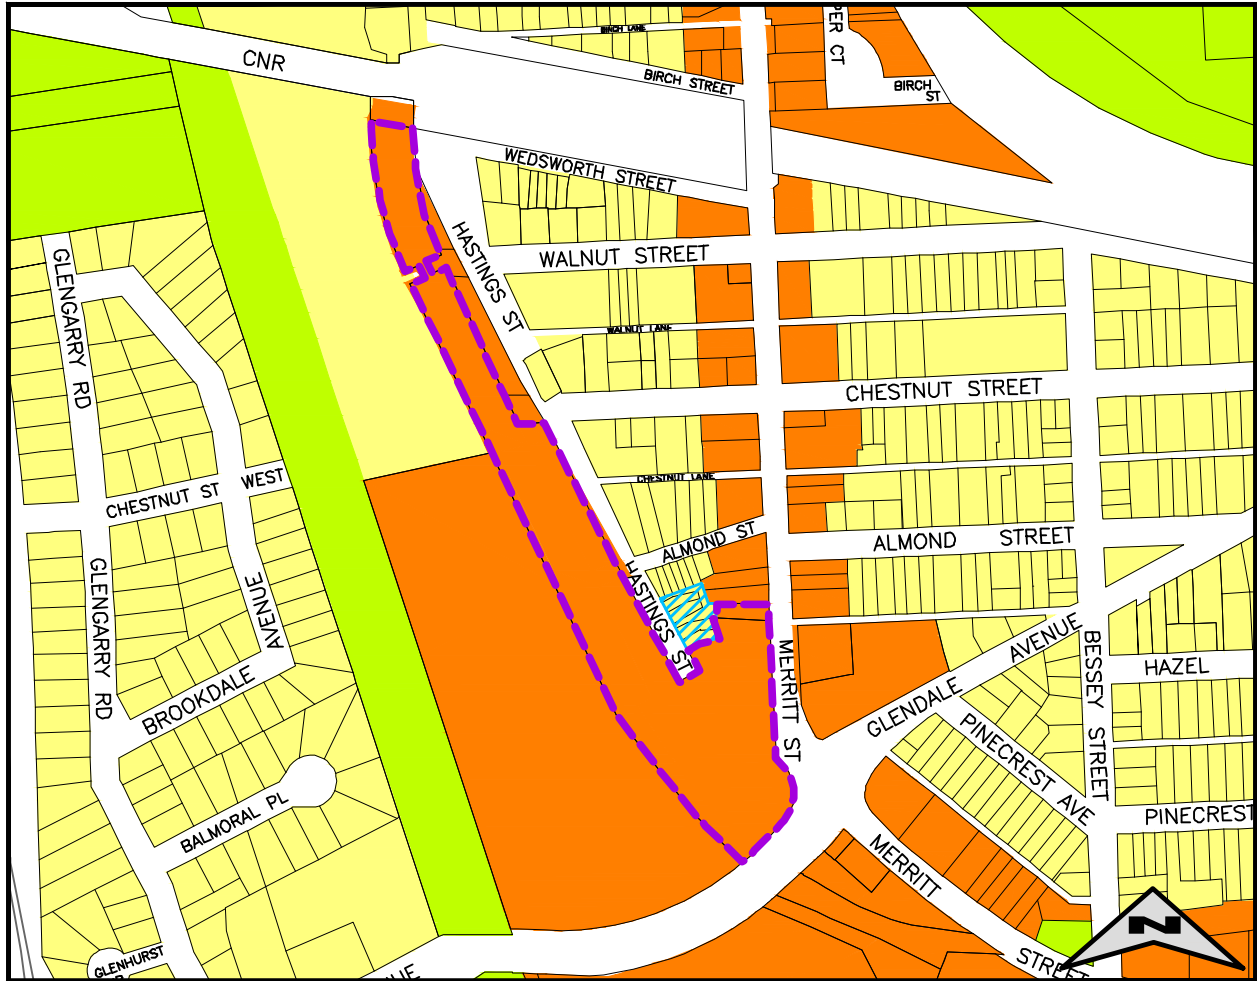 BIRCH LANE
PER CT
CNR
BIRCH STREET
BIRCH
ST
WEDSWORTH STREET
HASTINGS ST
WALNUT STREET
GLENGARRY RD
WALNUT LANE
CHESTNUT STREET
CHESTNUT ST WEST
CHESTNUT LANE
ALMOND ST
ALMOND STREET
GLENGARRY RD
AVENUE
HASTINGS ST
MERRITT ST
AVENUE
BESSEY STREET
HAZEL
BROOKDALE
GLENDALE
PINECREST AVE
BALMORAL PL
PINECREST
MERRITT
STREET
GLENHURST
N